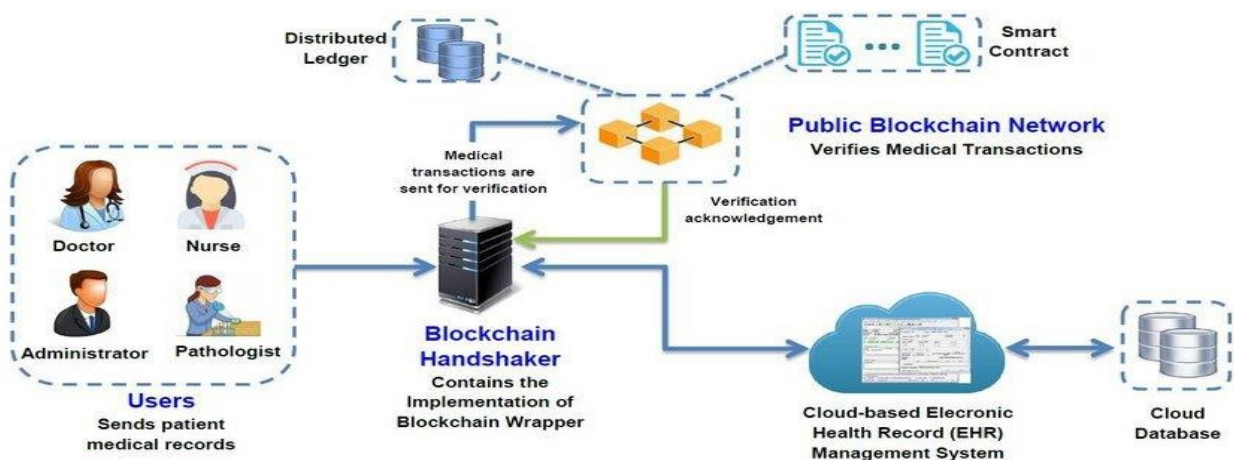 Distributed
Ledger
Smart
Contract
Public Blockchain Network
Verifies Medical Transactions
Medical
transactions are
sent for verification
Verification
acknowledgement
Doctor
Nurse
Administrator
Pathologist
Users
Sends patient
medical records
Blockchain
Handshaker
Contains the
Implementation of
Blockchain Wrapper
Cloud-based Elecronic
Health Record (EHR)
Management System
Cloud
Database